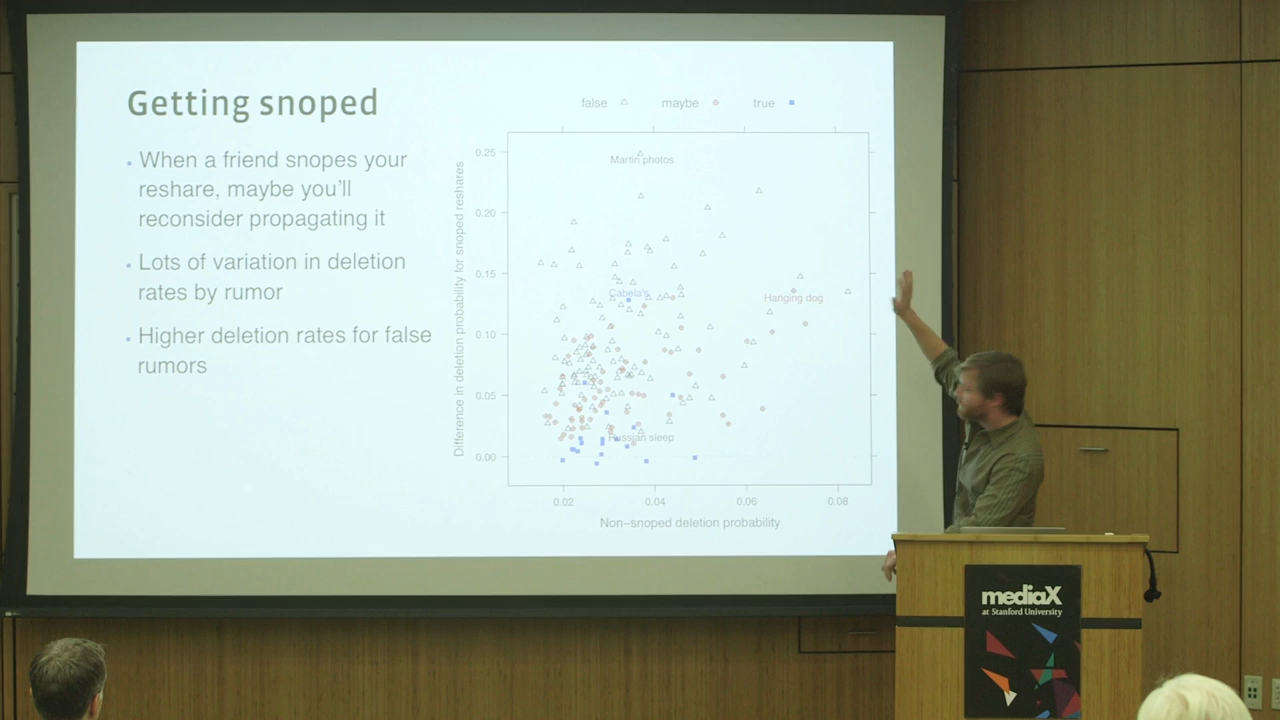 Getting snoped
• When a friend snopes your
reshare, maybe you'll
reconsider propagating it
• Lots of variation in deletion
rates by rumor
• Higher deletion rates for false
rumors
false maybe true
Difference in deletion probability for snoped reshares
0.25
0.20
0.15
0.10
0.05
0.00
Martin photos
Cabela's
Hanging dog
Russian sleep
0.02 0.04 0.06 0.08
Non-snoped deletion probability
mediaX
at Stanford University